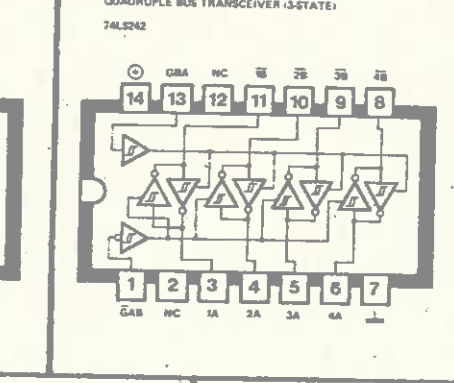 QUADRUPLE BUS TRANSCEIVER (3-STATE)
74LS242
⊕ GBA NC 1B 2B 3B 4B
14 13 12 11 10 9 8
1 2 3 4 5 6 7
GAB NC 1A 2A 3A 4A